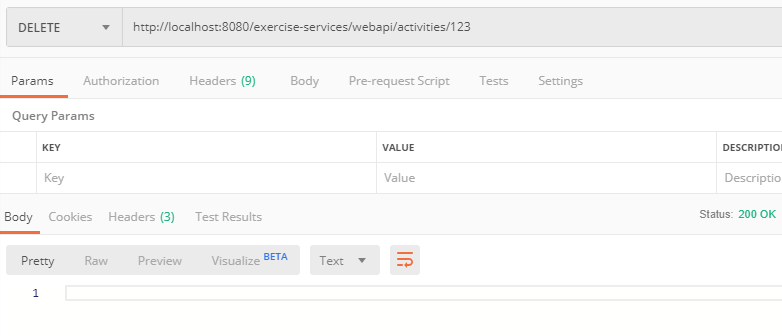 DELETE http://localhost:8080/exercise-services/webapi/activities/123
Params Authorization Headers (9) Body Pre-request Script Tests Settings
Query Params
KEY VALUE DESCRIPTIO
Key Value Descriptio
Body Cookies Headers (3) Test Results Status: 200 OK
Pretty Raw Preview Visualize BETA Text
1